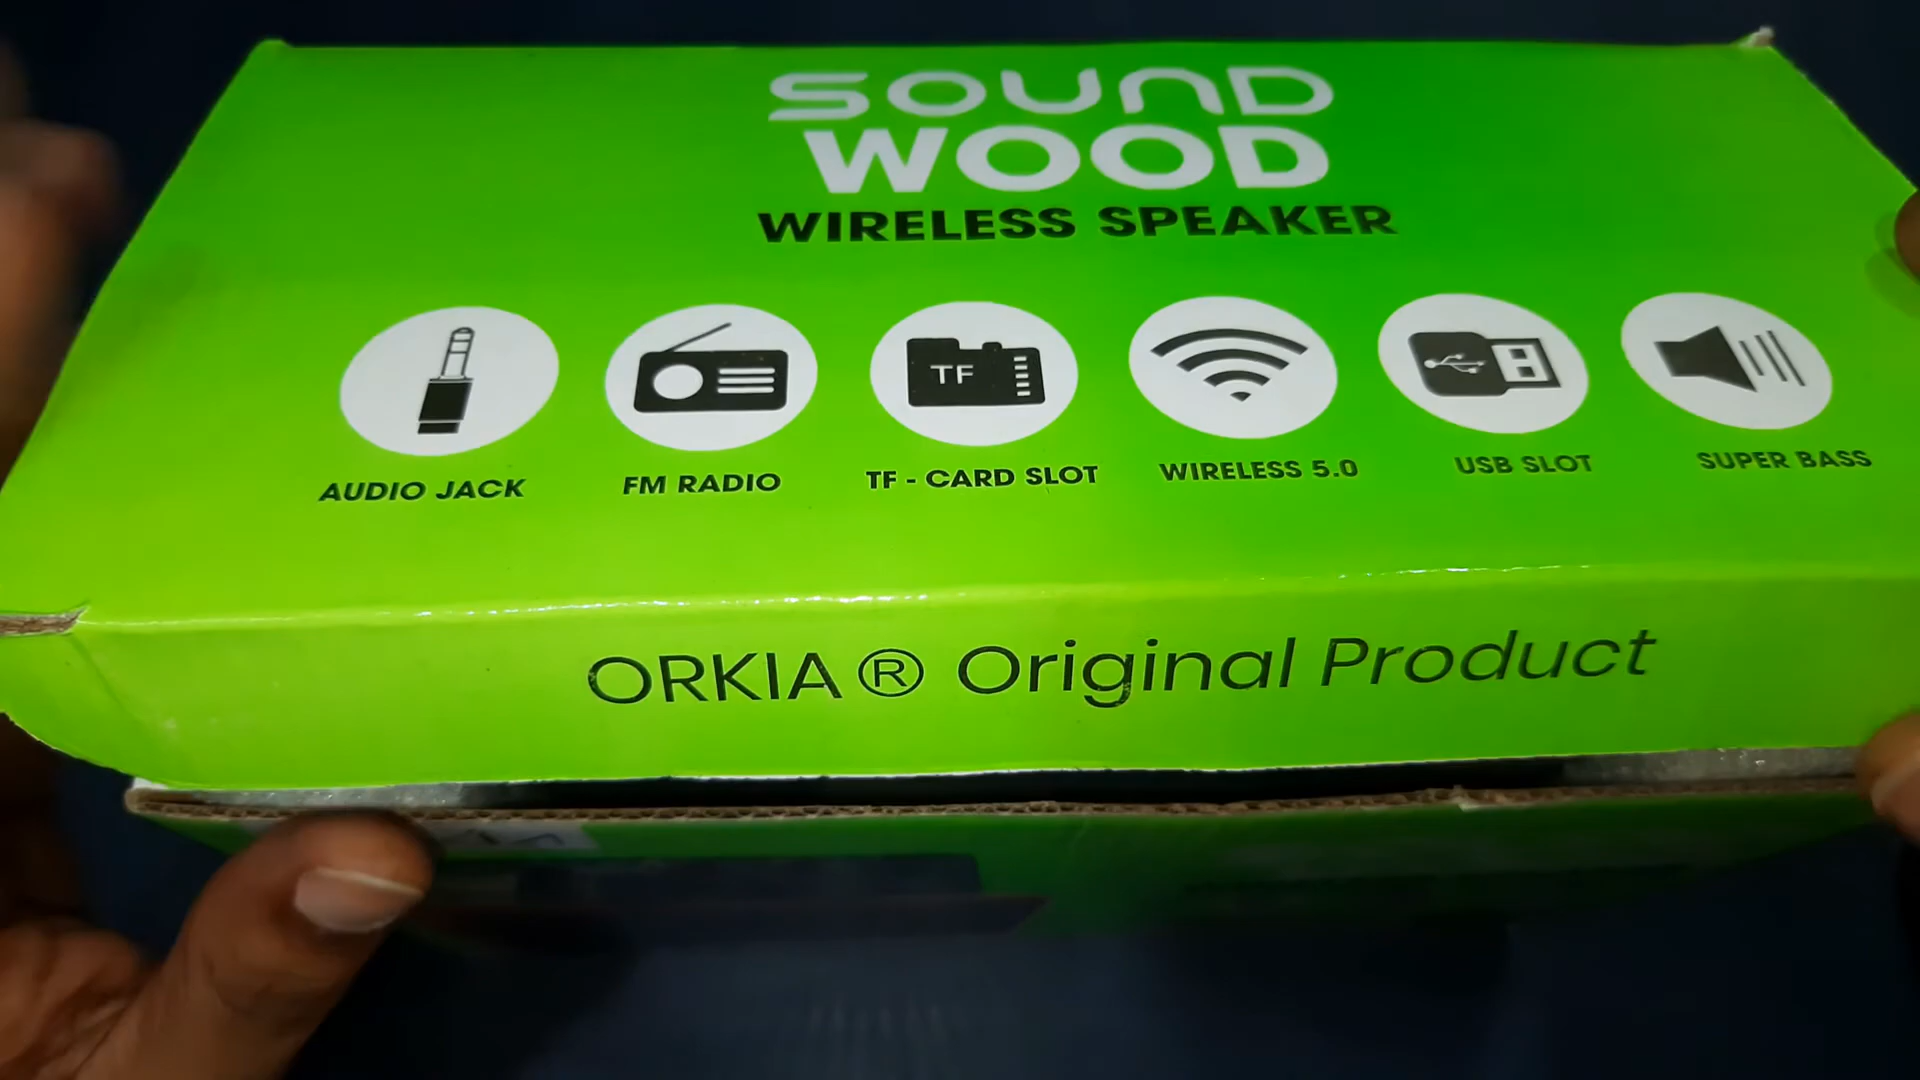 SOUND
WOOD
WIRELESS SPEAKER
TF
AUDIO JACK
FM RADIO
TF - CARD SLOT
WIRELESS 5.0
USB SLOT
SUPER BASS
ORKIA ® Original Product